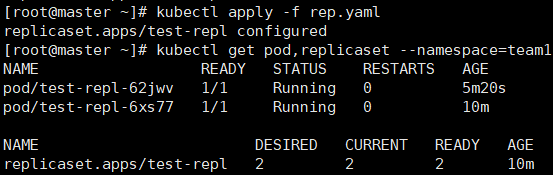 [root@master ~]# kubectl apply -f rep.yaml
replicaset.apps/test-repl configured
[root@master ~]# kubectl get pod,replicaset --namespace=team1
NAME READY STATUS RESTARTS AGE
pod/test-repl-62jwv 1/1 Running 0 5m20s
pod/test-repl-6xs77 1/1 Running 0 10m
NAME DESIRED CURRENT READY AGE
replicaset.apps/test-repl 2 2 2 10m